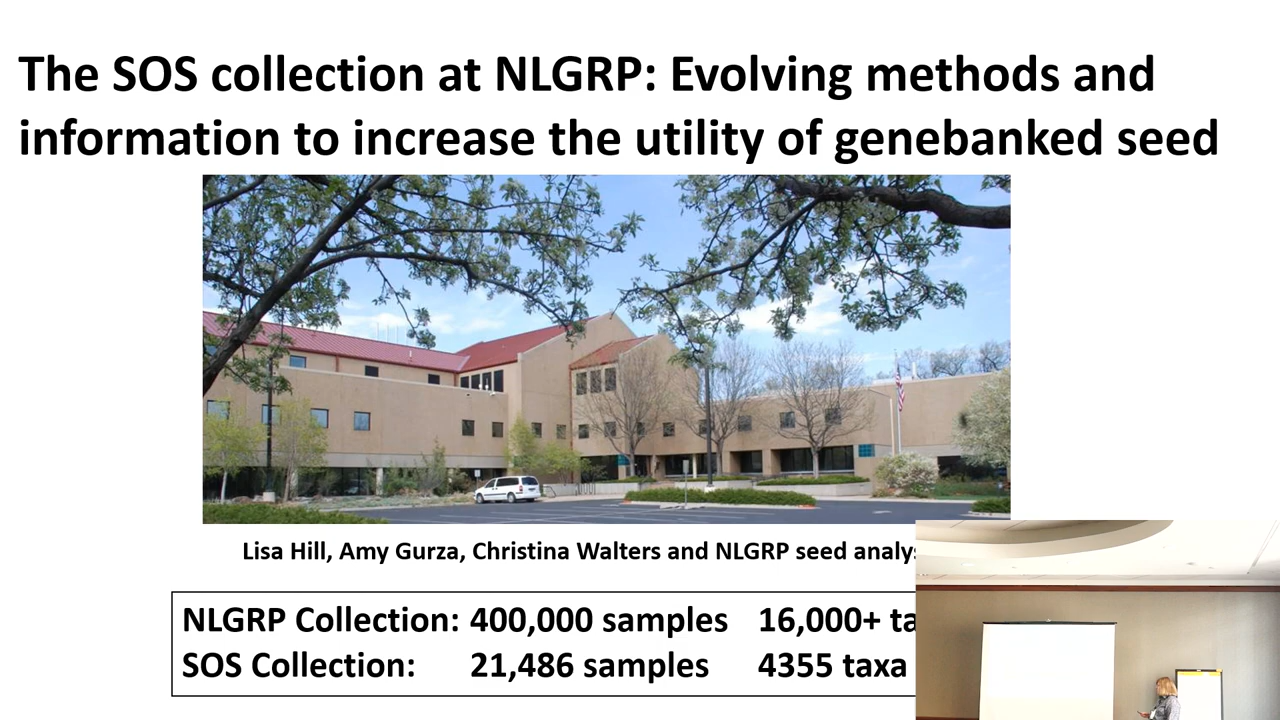 The SOS collection at NLGRP: Evolving methods and
information to increase the utility of genebanked seed
Lisa Hill, Amy Gurza, Christina Walters and NLGRP seed
NLGRP Collection: 400,000 samples 16,000+
SOS Collection: 21,486 samples 4355 taxa